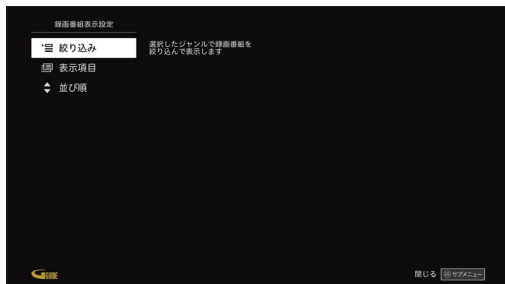 録画番組表示設定
絞り込み
選択したジャンルで録画番組を
絞り込んで表示します
表示項目
並び順
G GUIDE
閉じる サブメニュー